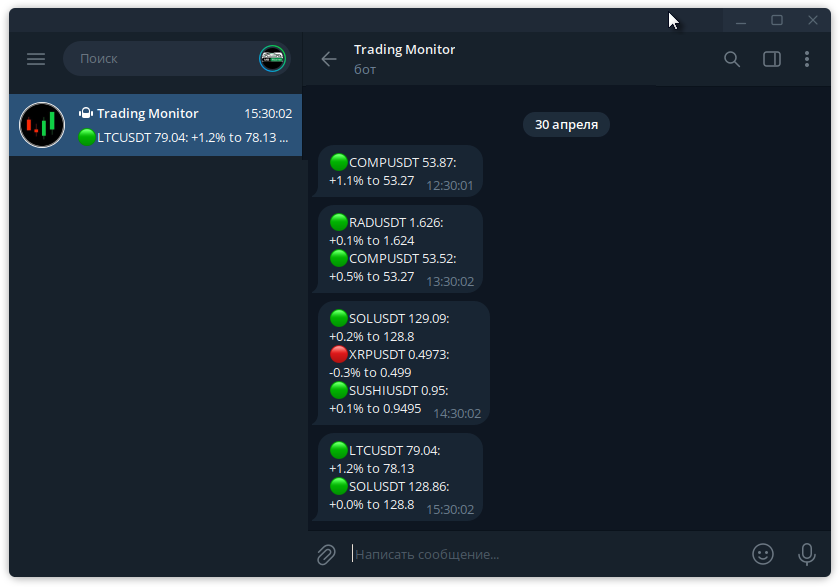 Поиск
Trading Monitor
бот
Trading Monitor 15:30:02
LTCUSDT 79.04: +1.2% to 78.13 ...
30 апреля
COMPUSDT 53.87:
+1.1% to 53.27 12:30:01
RADUSDT 1.626:
+0.1% to 1.624
COMPUSDT 53.52:
+0.5% to 53.27 13:30:02
SOLUSDT 129.09:
+0.2% to 128.8
XRPUSDT 0.4973:
-0.3% to 0.499
SUSHIUSDT 0.95:
+0.1% to 0.9495 14:30:02
LTCUSDT 79.04:
+1.2% to 78.13
SOLUSDT 128.86:
+0.0% to 128.8 15:30:02
Написать сообщение...